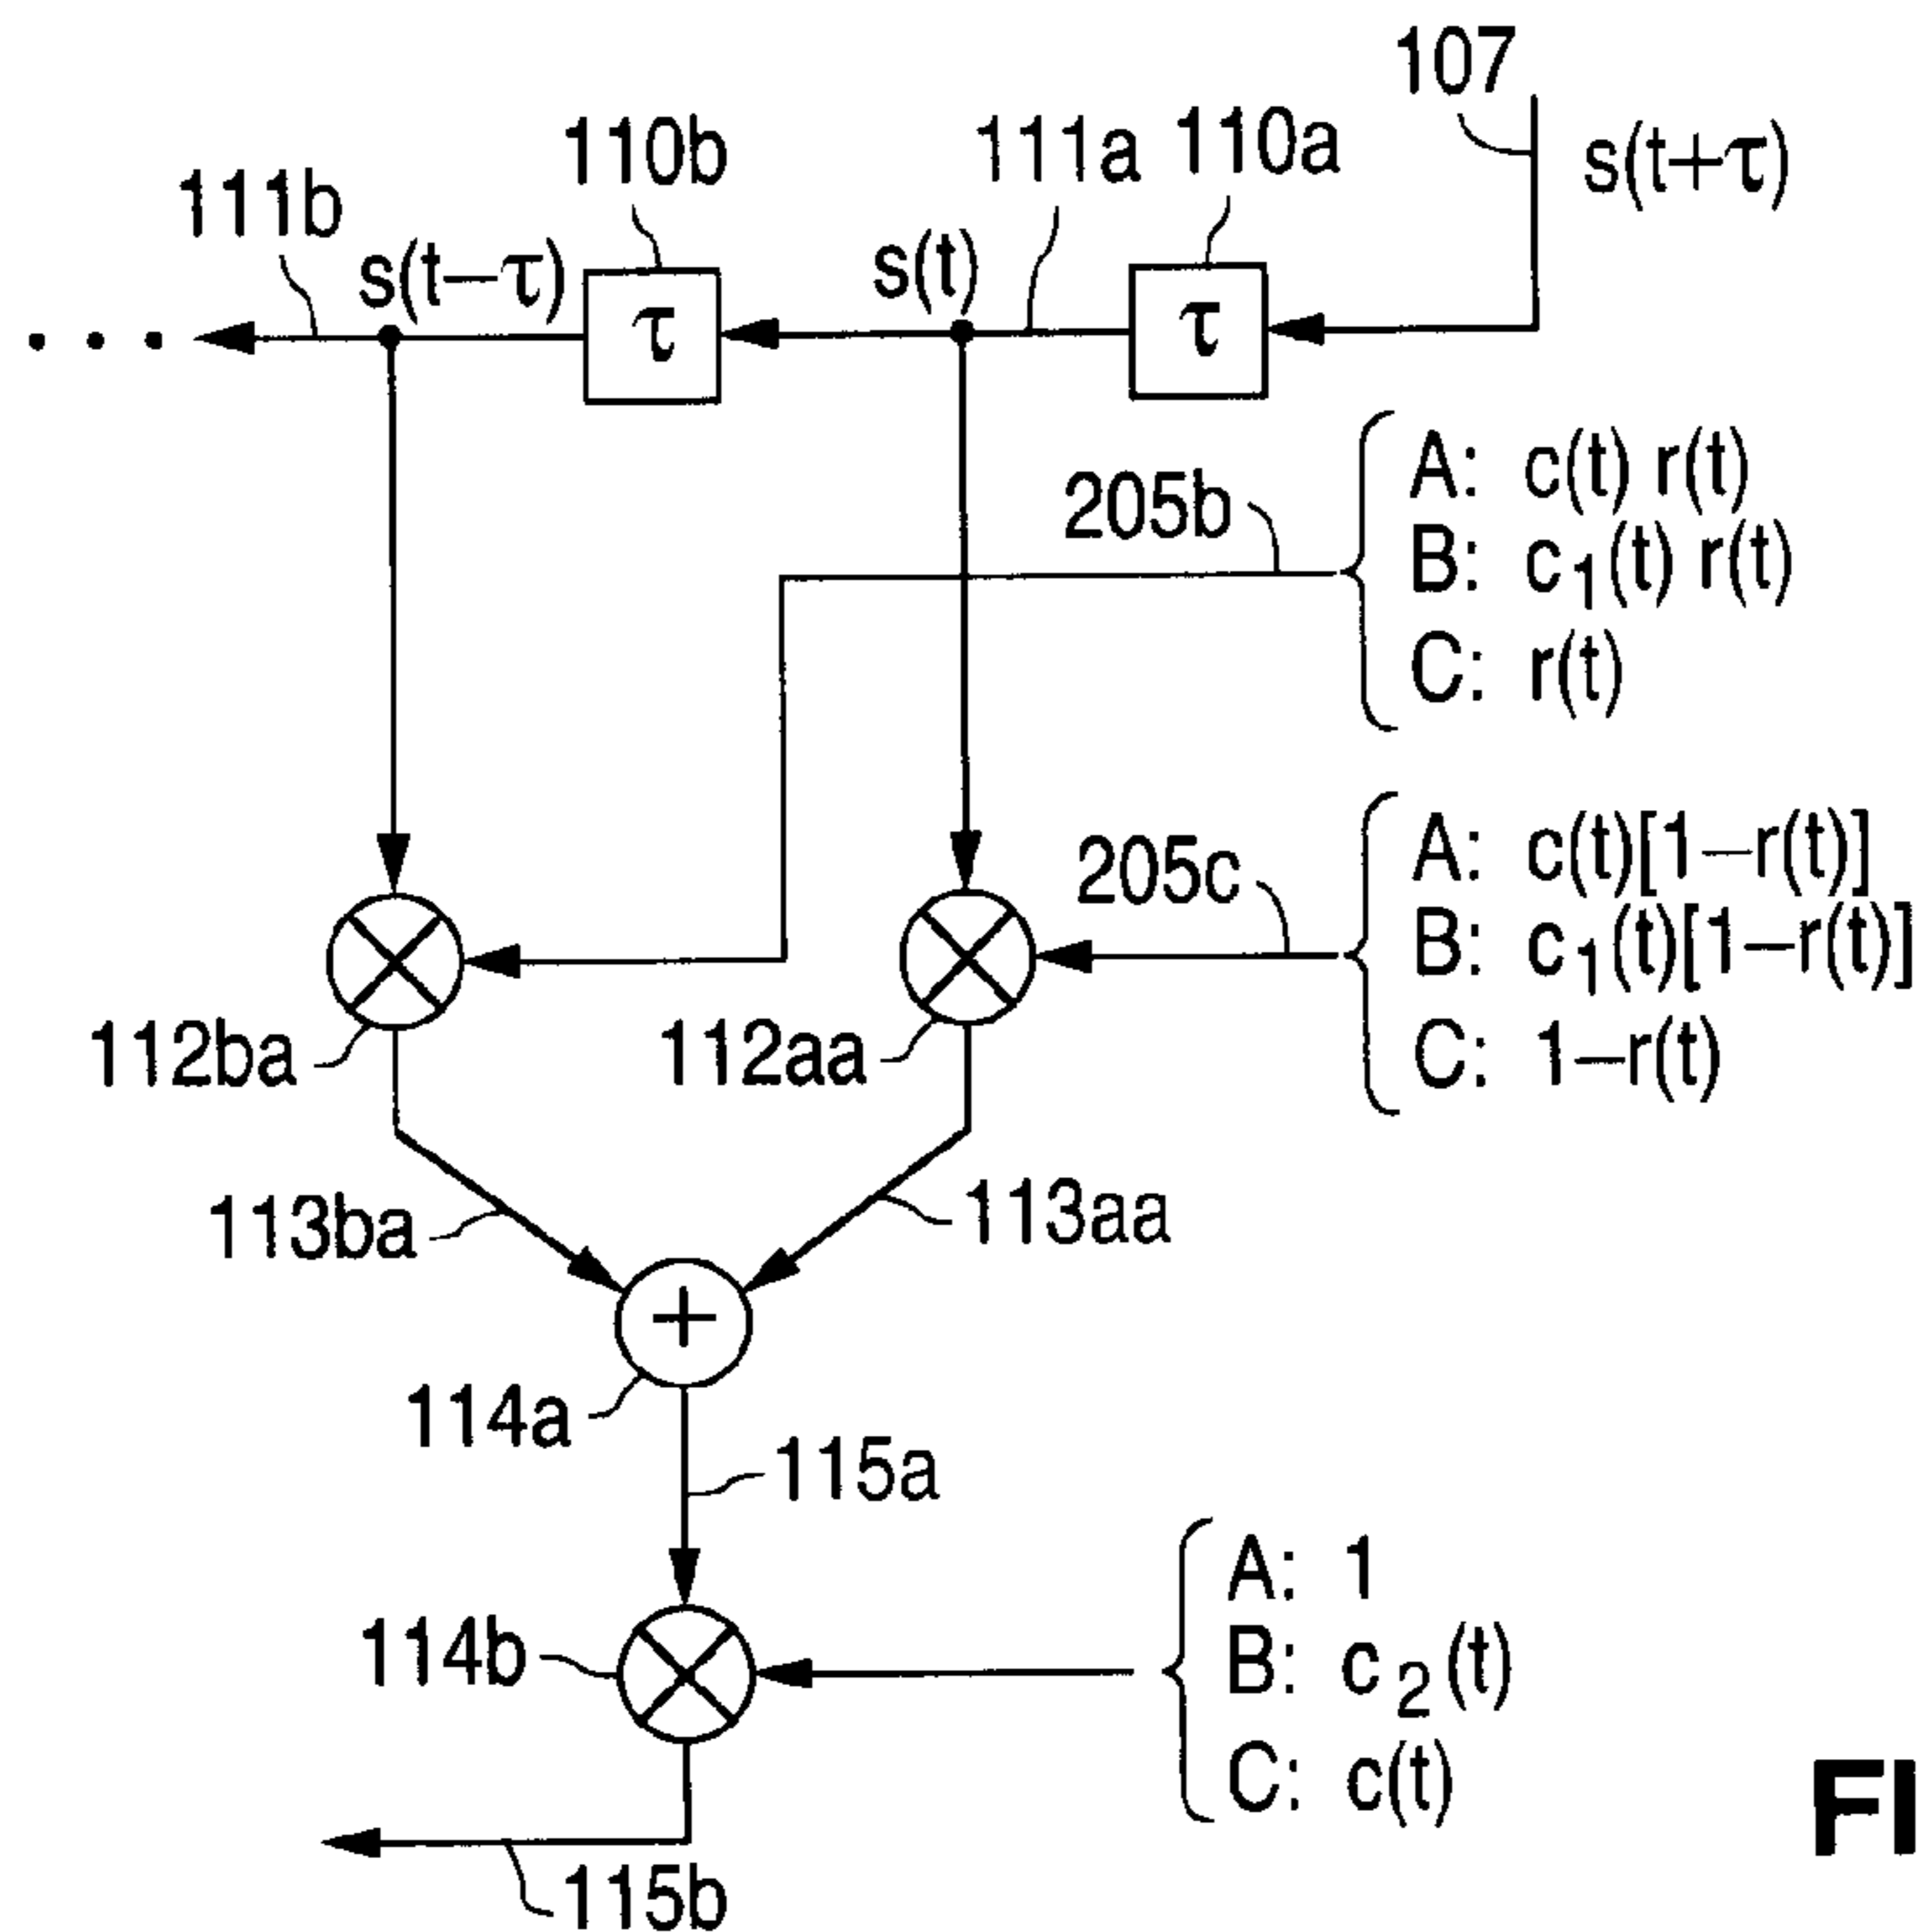 107
s(t+τ)
110b
111a
110a
111b
s(t−τ)
s(t)
τ
τ
• • •
205b
A: c(t) r(t)
B: c1(t) r(t)
C: r(t)
205c
A: c(t)[1−r(t)]
B: c1(t)[1−r(t)]
C: 1−r(t)
112ba
112aa
113ba
113aa
+
114a
115a
114b
A: 1
B: c2(t)
C: c(t)
115b
FI